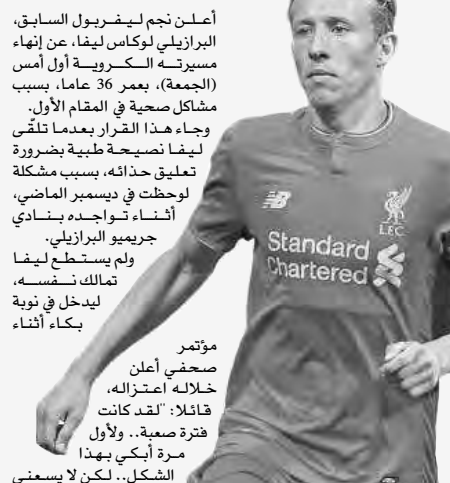 أعلن نجم ليفربول السابق،
البرازيلي لوكاس ليفا، عن إنهاء
مسيرته الكروية أول أمس
(الجمعة)، بعمر 36 عاما، بسبب
مشاكل صحية في المقام الأول.
وجاء هذا القرار بعدما تلقّى
ليفا نصيحة طبية بضرورة
تعليق حذائه، بسبب مشكلة
لوحظت في ديسمبر الماضي،
أثناء تواجده بنادي
جريميو البرازيلي.
ولم يستطع ليفا
تمالك نفسه،
ليدخل في نوبة
بكاء أثناء
مؤتمر
صحفي أعلن
خلاله اعتزاله،
قائلا: "لقد كانت
فترة صعبة.. ولأول
مرة أبكي بهذا
الشكل.. لكن لا يسعني
NB
L.F.C.
Standard
Chartered